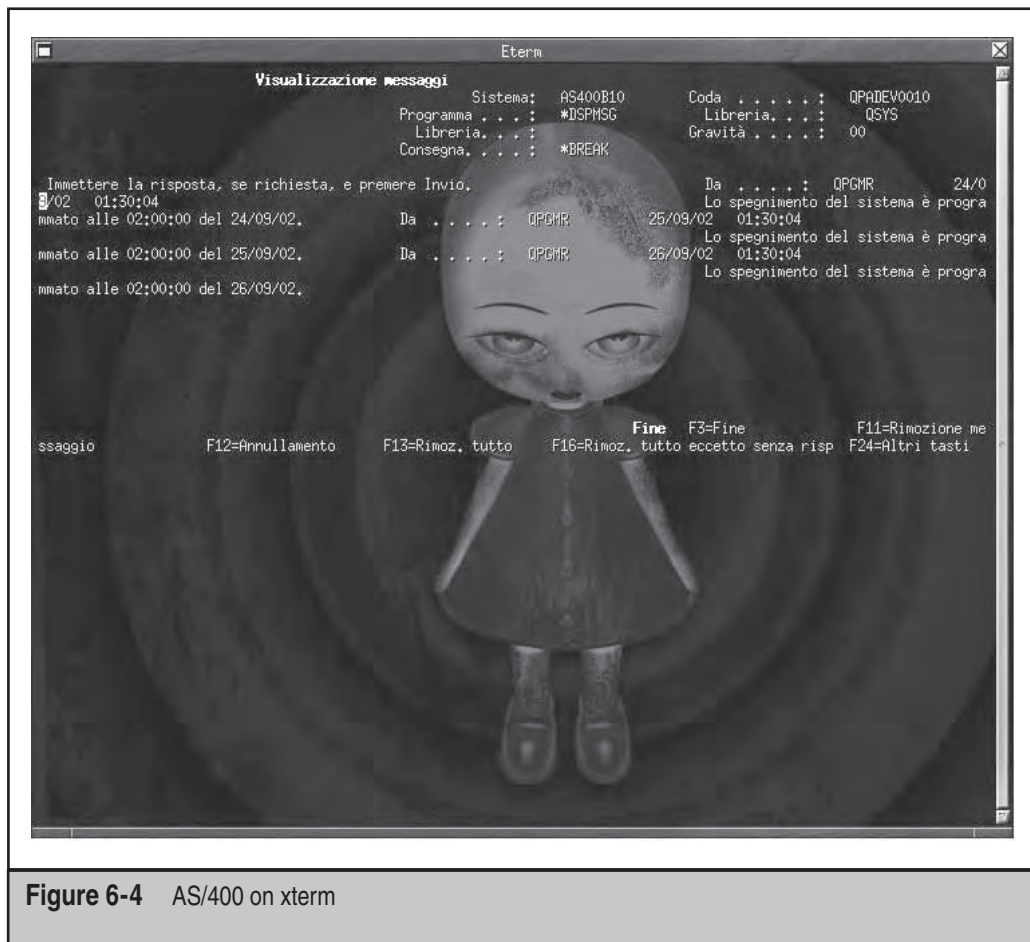 Eterm
Visualizzazione messaggi
Sistema: AS400B10 Coda . . . . . : QPADEV0010
Programma . . . : *DSPMSG Libreria. . . : QSYS
Libreria. . . : Gravità . . . . : 00
Consegna. . . . : *BREAK
Immettere la risposta, se richiesta, e premere Invio. Da . . . . : QPGMR 24/0
9/02 01:30:04 Lo spegnimento del sistema è progra
mmato alle 02:00:00 del 24/09/02. Da . . . . : QPGMR 25/09/02 01:30:04
Lo spegnimento del sistema è progra
mmato alle 02:00:00 del 25/09/02. Da . . . . : QPGMR 26/09/02 01:30:04
Lo spegnimento del sistema è progra
mmato alle 02:00:00 del 26/09/02.
Fine F3=Fine F11=Rimozione me
ssaggio F12=Annullamento F13=Rimoz. tutto F16=Rimoz. tutto eccetto senza risp F24=Altri tasti
Figure 6-4 AS/400 on xterm